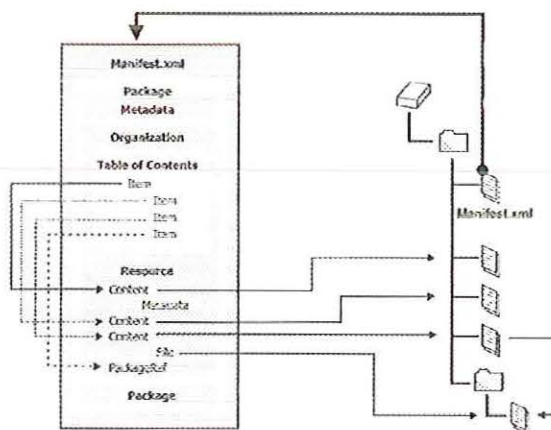 Manifest.xml
Package
Metadata
Organization
Table of Contents
Item
Item
Item
Item
Resource
Content
Metadata
Content
Content
File
PackageRef
Package
Manifest.xml